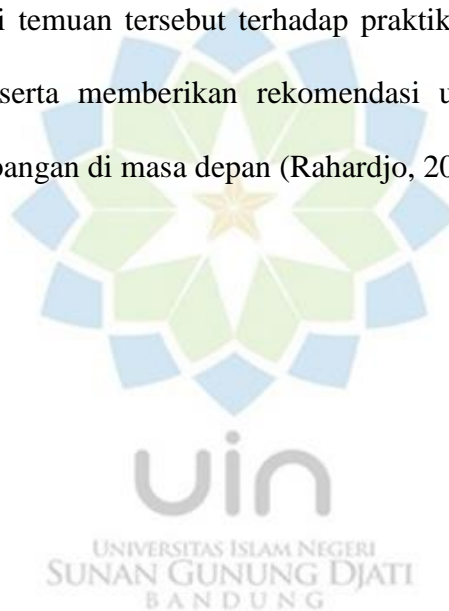 i temuan tersebut terhadap praktik
serta memberikan rekomendasi u
bangan di masa depan (Rahardjo, 20
uin
UNIVERSITAS ISLAM NEGERI
SUNAN GUNUNG DJATI
BANDUNG